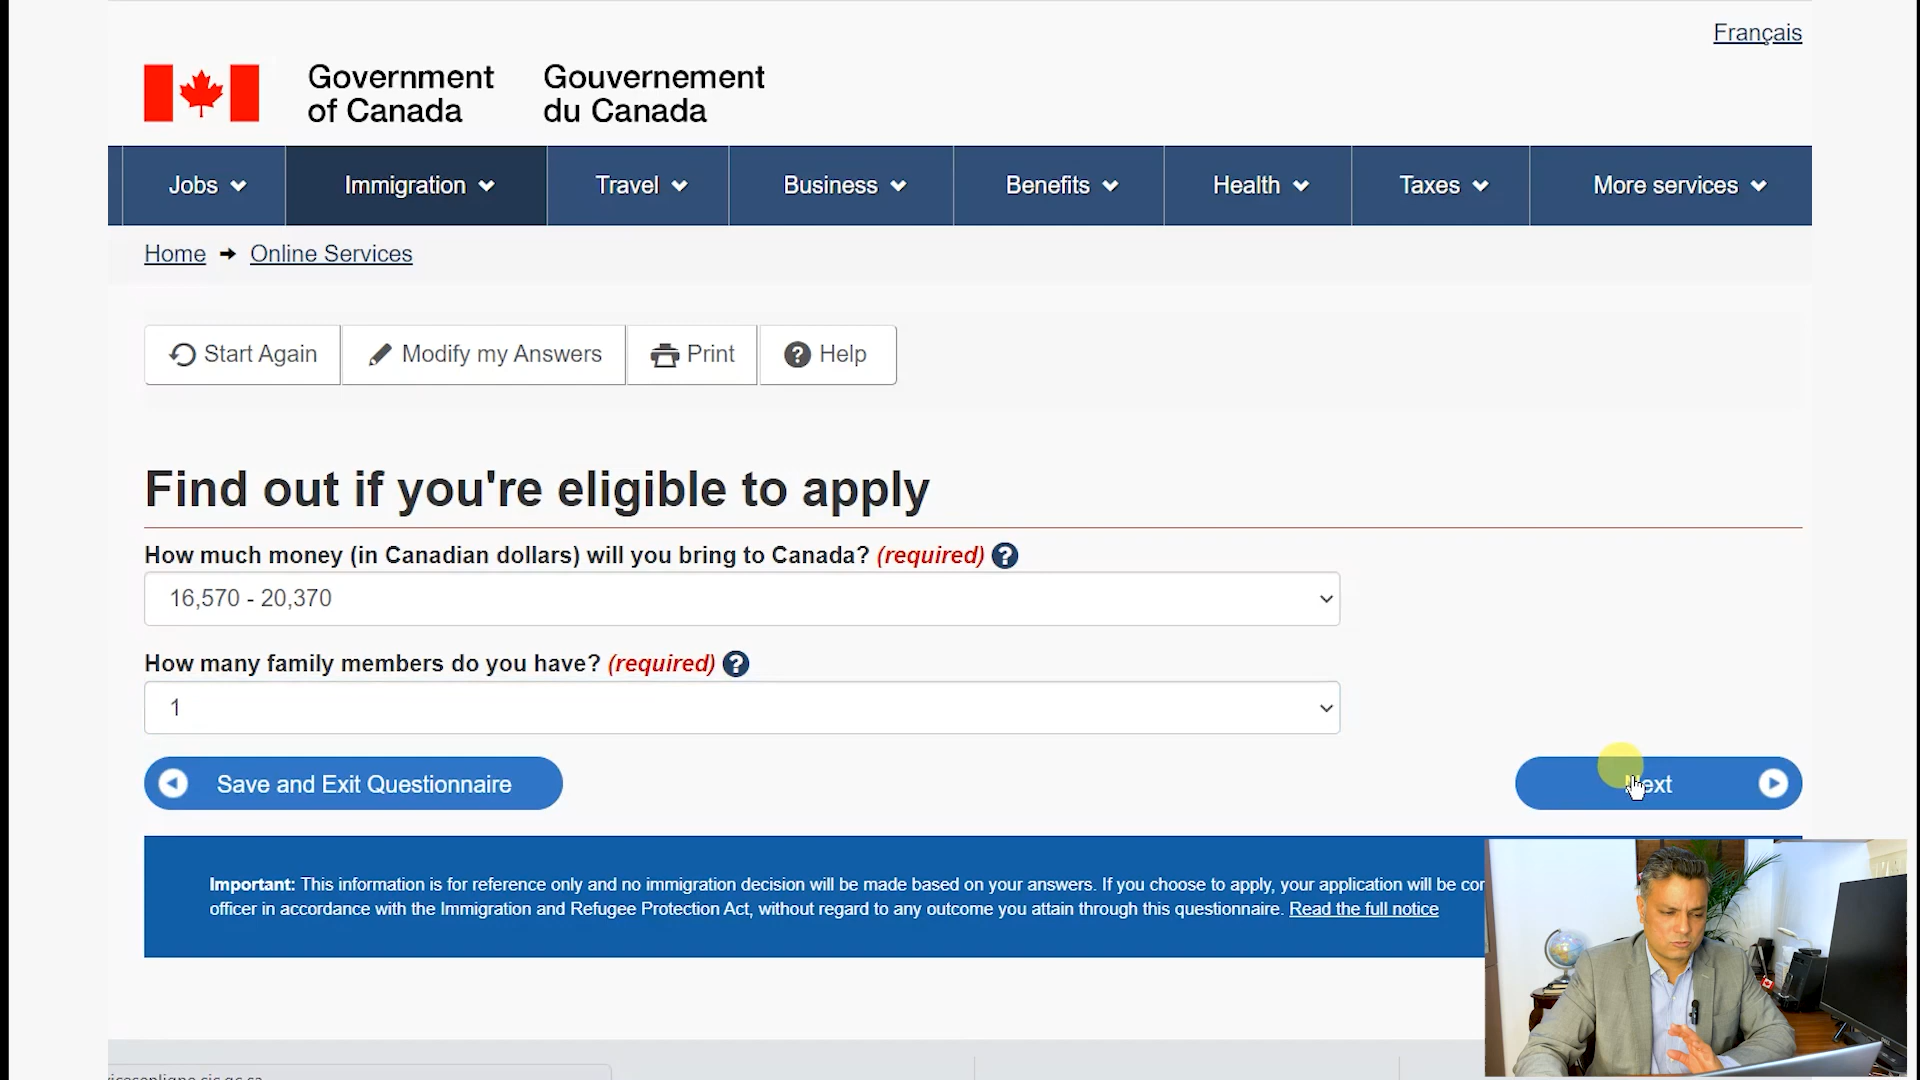 Français
Government of Canada
Gouvernement du Canada
Jobs
Immigration
Travel
Business
Benefits
Health
Taxes
More services
Home
Online Services
Start Again
Modify my Answers
Print
Help
Find out if you're eligible to apply
How much money (in Canadian dollars) will you bring to Canada? (required)
16,570 - 20,370
How many family members do you have? (required)
1
Save and Exit Questionnaire
Next
Important: This information is for reference only and no immigration decision will be made based on your answers. If you choose to apply, your application will be
officer in accordance with the Immigration and Refugee Protection Act, without regard to any outcome you attain through this questionnaire. Read the full notice